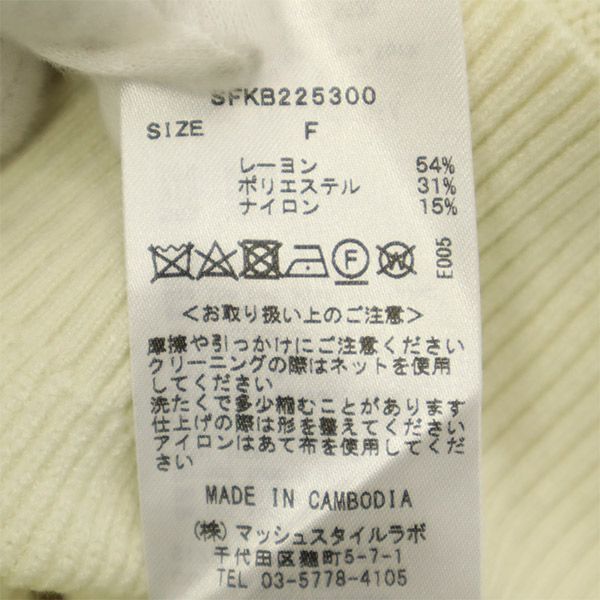 SFKB225300
SIZE F
レーヨン 54%
ポリエステル 31%
ナイロン 15%
F W E005
<お取り扱い上のご注意>
摩擦や引っかけにご注意ください
クリーニングの際はネットを使用
してください
洗たくで多少縮むことがあります
仕上げの際は形を整えてください
アイロンはあて布を使用してくだ
さい
MADE IN CAMBODIA
(株)マッシュスタイルラボ
千代田区麹町5-7-1
TEL 03-5778-4105